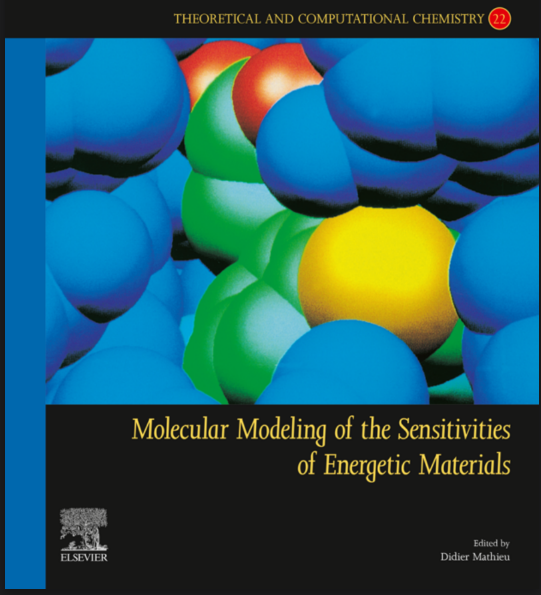 THEORETICAL AND COMPUTATIONAL CHEMISTRY 22
Molecular Modeling of the Sensitivities
of Energetic Materials
Edited by
Didier Mathieu
ELSEVIER